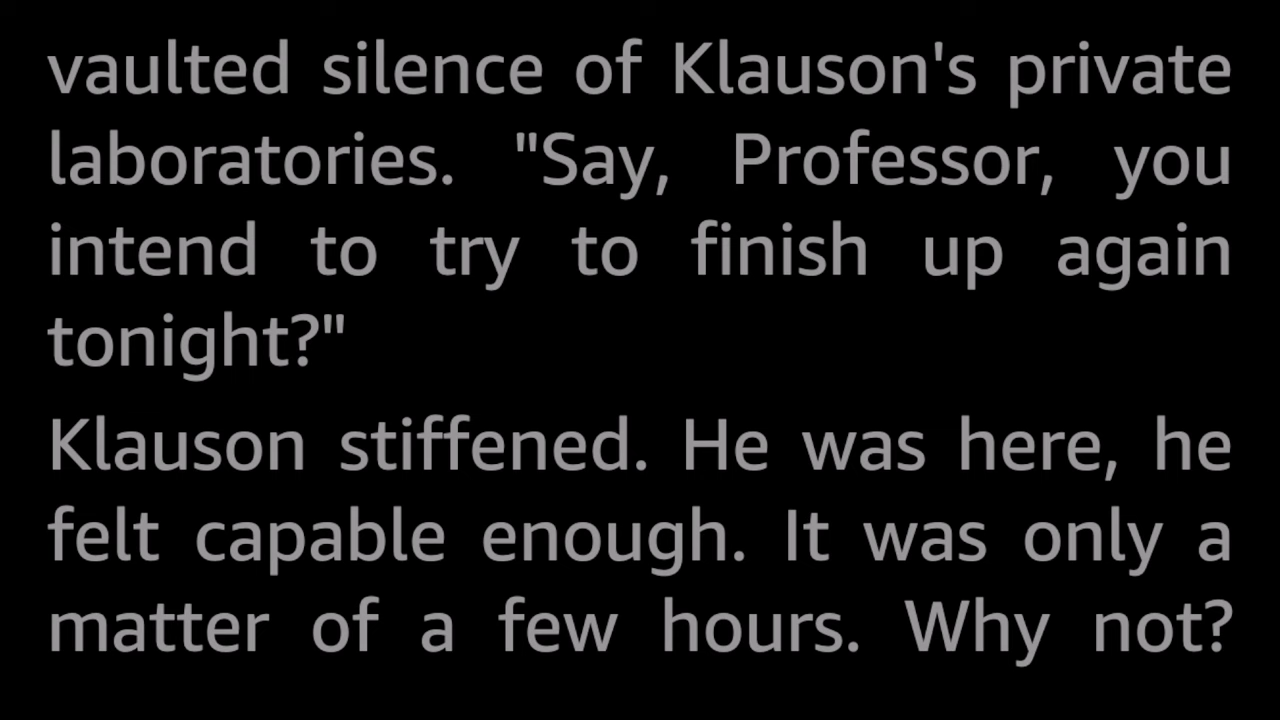 vaulted silence of Klauson's private
laboratories. "Say, Professor, you
intend to try to finish up again
tonight?"
Klauson stiffened. He was here, he
felt capable enough. It was only a
matter of a few hours. Why not?